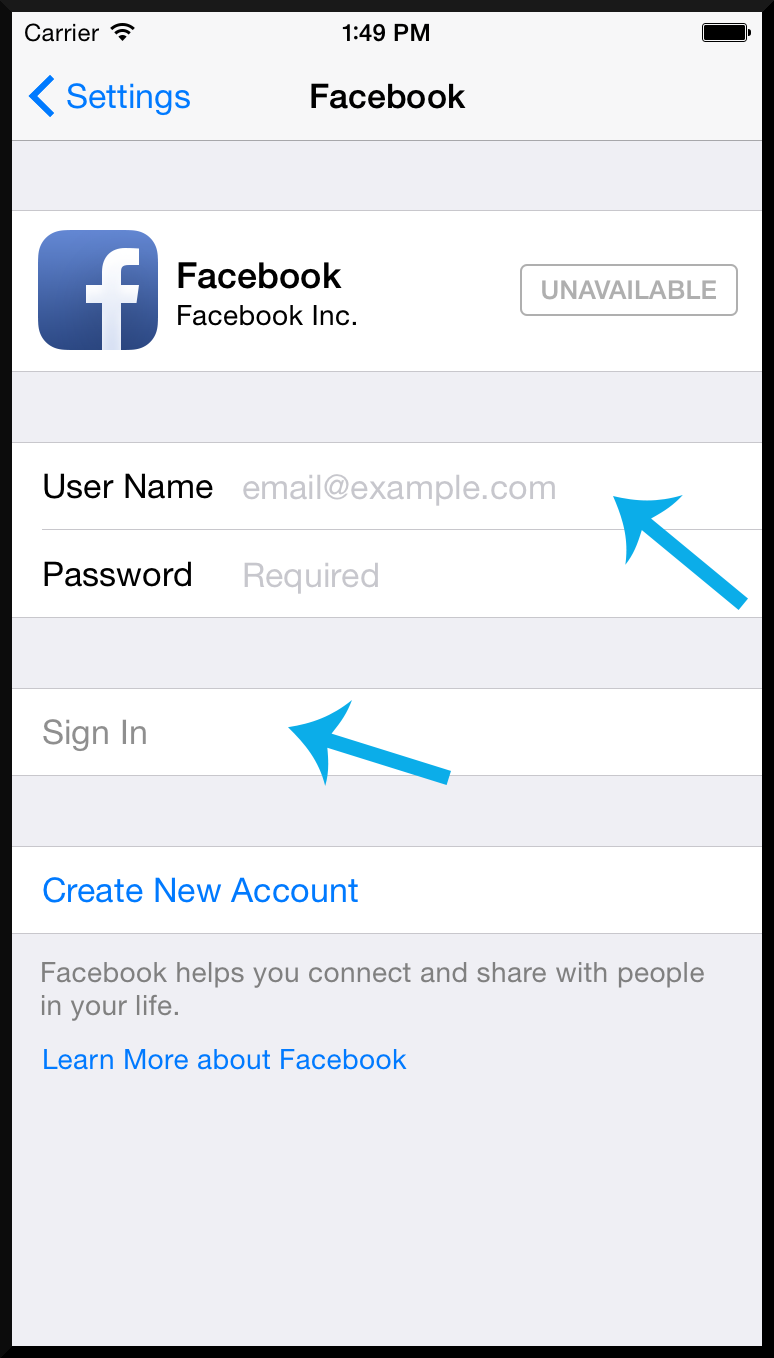 Carrier 1:49 PM
Settings Facebook
Facebook
Facebook Inc.
UNAVAILABLE
User Name email@example.com
Password Required
Sign In
Create New Account
Facebook helps you connect and share with people
in your life.
Learn More about Facebook